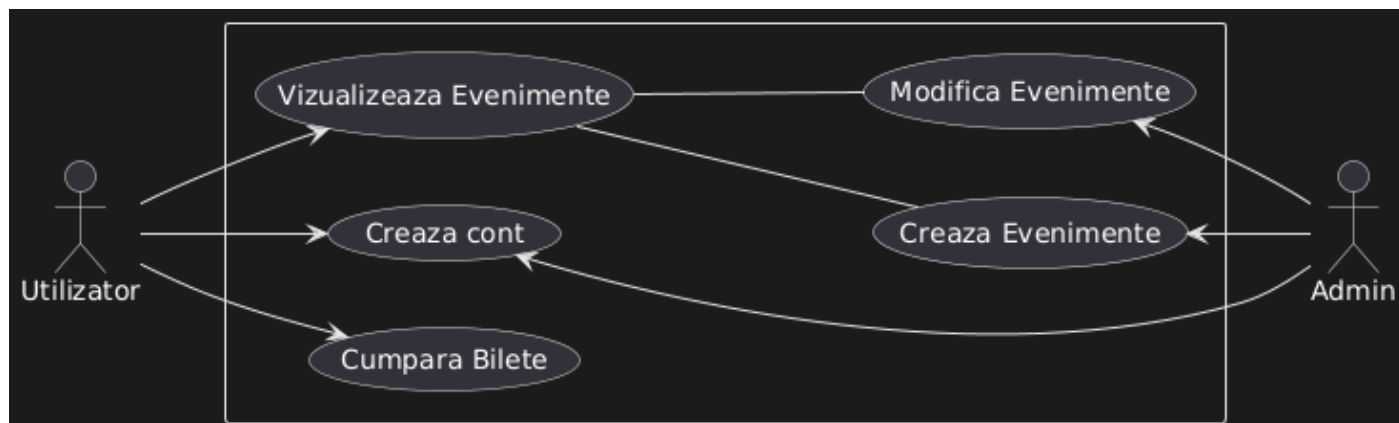 Vizualizeaza Evenimente
Modifica Evenimente
Creaza cont
Creaza Evenimente
Utilizator
Admin
Cumpara Bilete